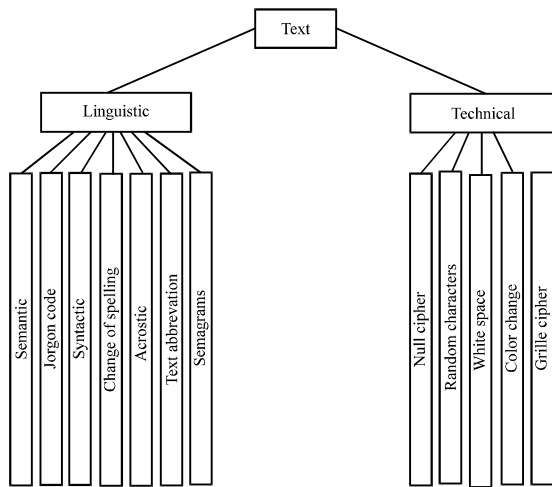 Text
Linguistic
Technical
Semantic
Jorgon code
Syntactic
Change of spelling
Acrostic
Text abbrevation
Semagrams
Null cipher
Random characters
White space
Color change
Grille cipher